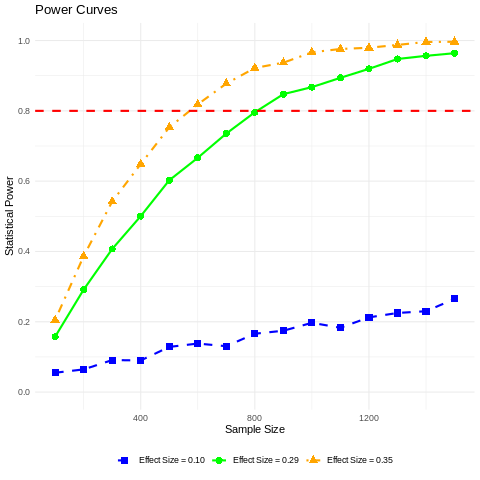 Power Curves
1.0
0.8
0.6
0.4
0.2
0.0
Statistical Power
400
800
1200
Sample Size
Effect Size = 0.10
Effect Size = 0.29
Effect Size = 0.35